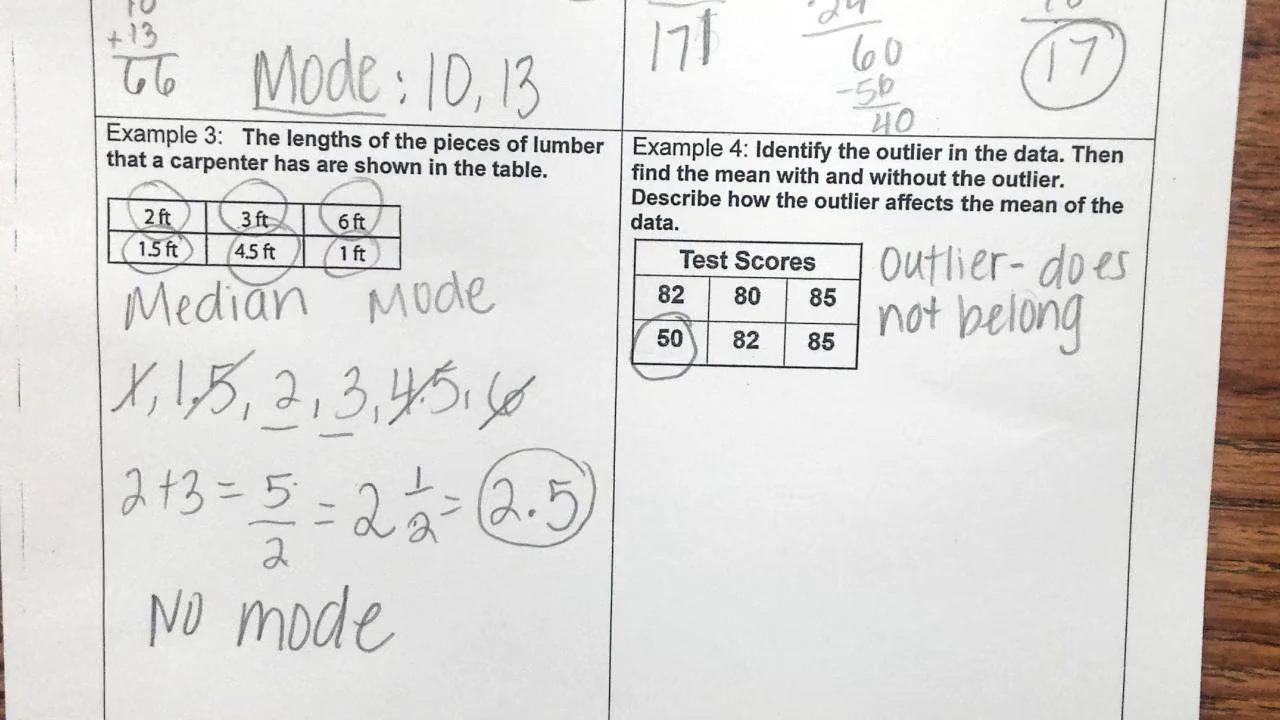 +13
66
Mode: 10, 13
171
60
-56
40
17
Example 3: The lengths of the pieces of lumber
that a carpenter has are shown in the table.
2 ft 3 ft 6 ft
1.5 ft 4.5 ft 1 ft
Median Mode
1, 1.5, 2, 3, 4.5, 6
2+3 = 5/2 = 2 1/2 = 2.5
No mode
Example 4: Identify the outlier in the data. Then
find the mean with and without the outlier.
Describe how the outlier affects the mean of the
data.
Test Scores
82 80 85
50 82 85
outlier- does
not belong